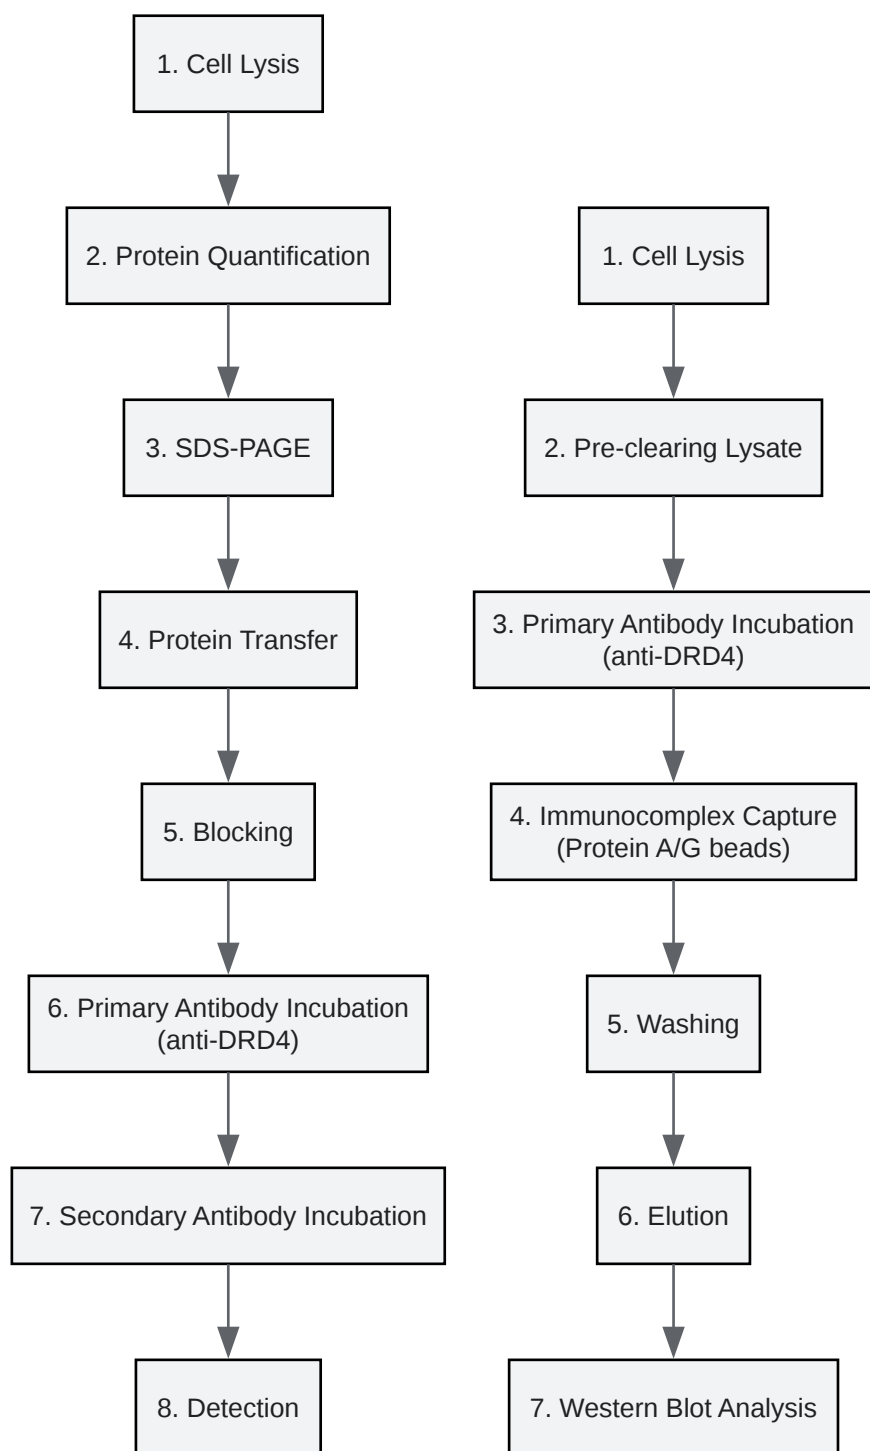 1. Cell Lysis
2. Protein Quantification
3. SDS-PAGE
4. Protein Transfer
5. Blocking
6. Primary Antibody Incubation
(anti-DRD4)
7. Secondary Antibody Incubation
8. Detection
1. Cell Lysis
2. Pre-clearing Lysate
3. Primary Antibody Incubation
(anti-DRD4)
4. Immunocomplex Capture
(Protein A/G beads)
5. Washing
6. Elution
7. Western Blot Analysis